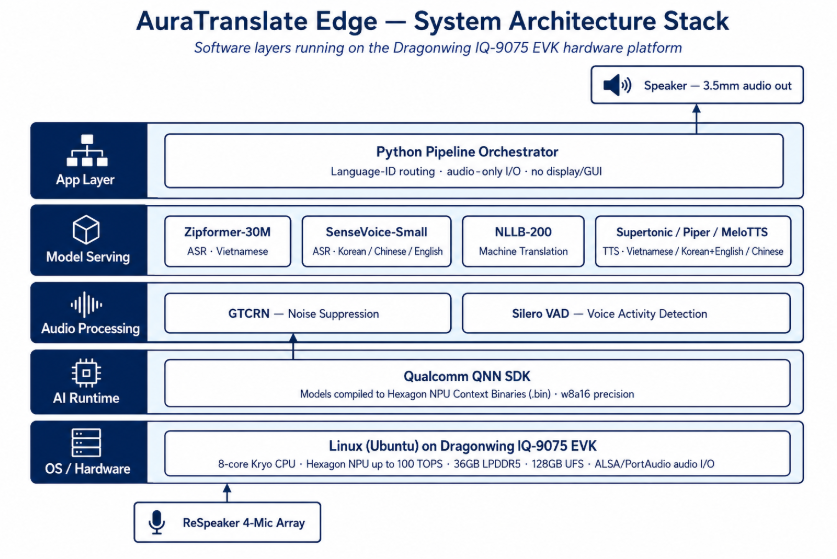 AuraTranslate Edge — System Architecture Stack
Software layers running on the Dragonwing IQ-9075 EVK hardware platform
Speaker — 3.5mm audio out
App Layer
Python Pipeline Orchestrator
Language-ID routing · audio-only I/O · no display/GUI
Model Serving
Zipformer-30M
ASR · Vietnamese
SenseVoice-Small
ASR · Korean / Chinese / English
NLLB-200
Machine Translation
Supertonic / Piper / MeloTTS
TTS · Vietnamese / Korean+English / Chinese
Audio Processing
GTCRN — Noise Suppression
Silero VAD — Voice Activity Detection
AI Runtime
Qualcomm QNN SDK
Models compiled to Hexagon NPU Context Binaries (.bin) · w8a16 precision
OS / Hardware
Linux (Ubuntu) on Dragonwing IQ-9075 EVK
8-core Kryo CPU · Hexagon NPU up to 100 TOPS · 36GB LPDDR5 · 128GB UFS · ALSA/PortAudio audio I/O
ReSpeaker 4-Mic Array